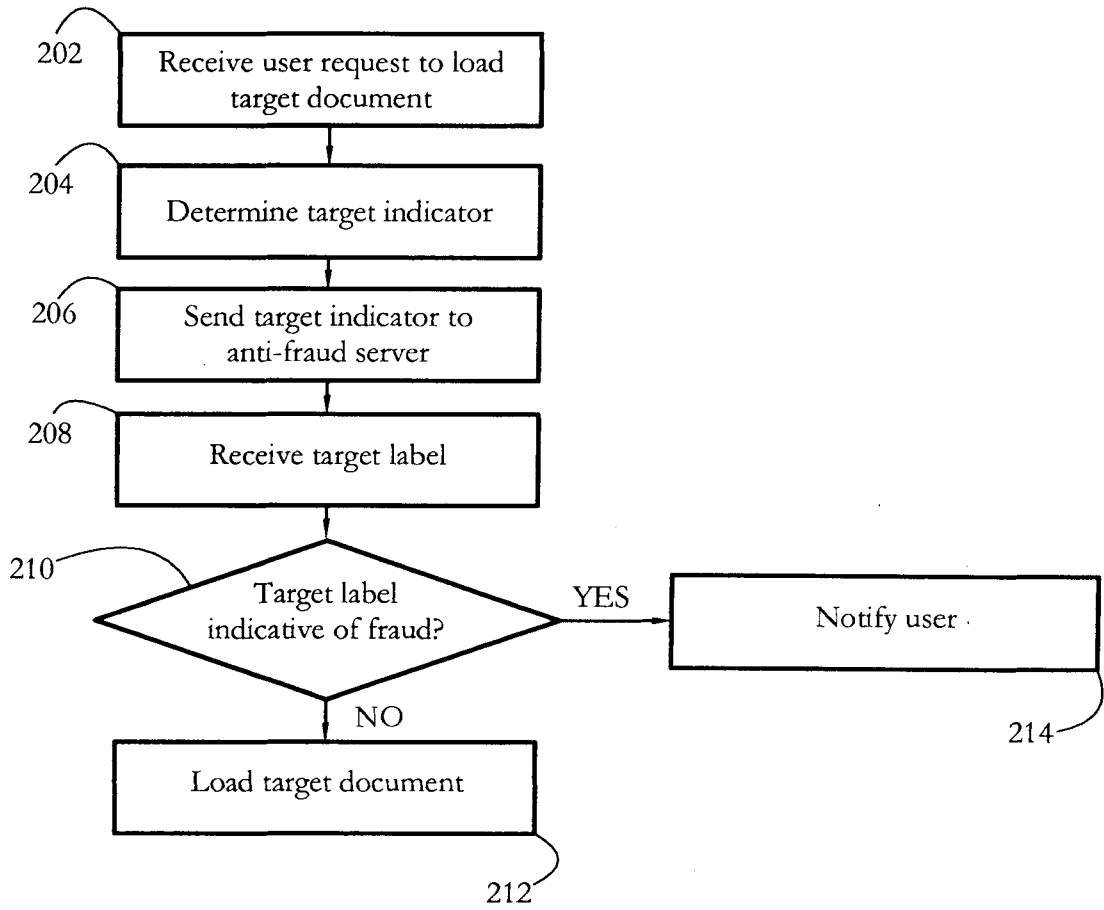 202
Receive user request to load
target document
204
Determine target indicator
206
Send target indicator to
anti-fraud server
208
Receive target label
210
Target label
indicative of fraud?
YES
Notify user
214
NO
Load target document
212